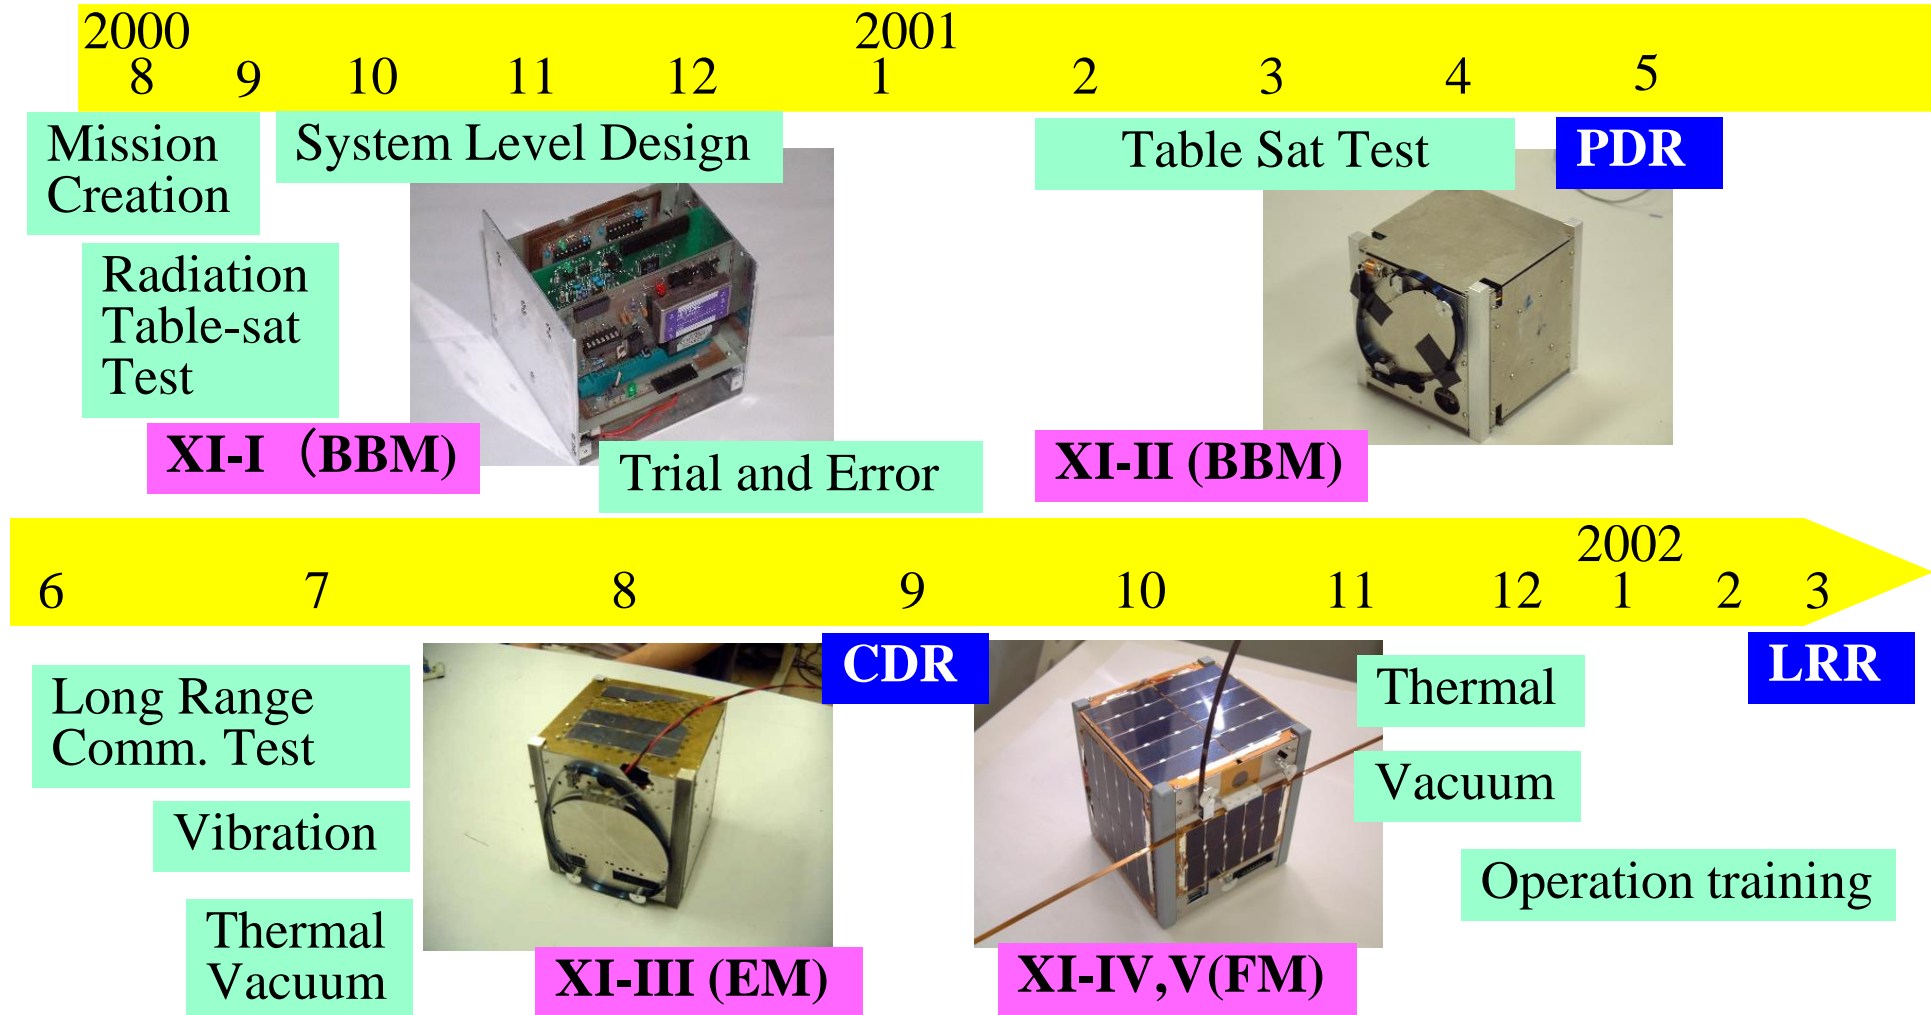 2000
2001
8 9 10 11 12 1 2 3 4 5
Mission
Creation
System Level Design
Table Sat Test
PDR
Radiation
Table-sat
Test
XI-I （BBM)
Trial and Error
XI-II (BBM)
2002
6 7 8 9 10 11 12 1 2 3
Long Range
Comm. Test
CDR
Thermal
LRR
Vacuum
Vibration
Operation training
Thermal
Vacuum
XI-III (EM)
XI-IV,V(FM)